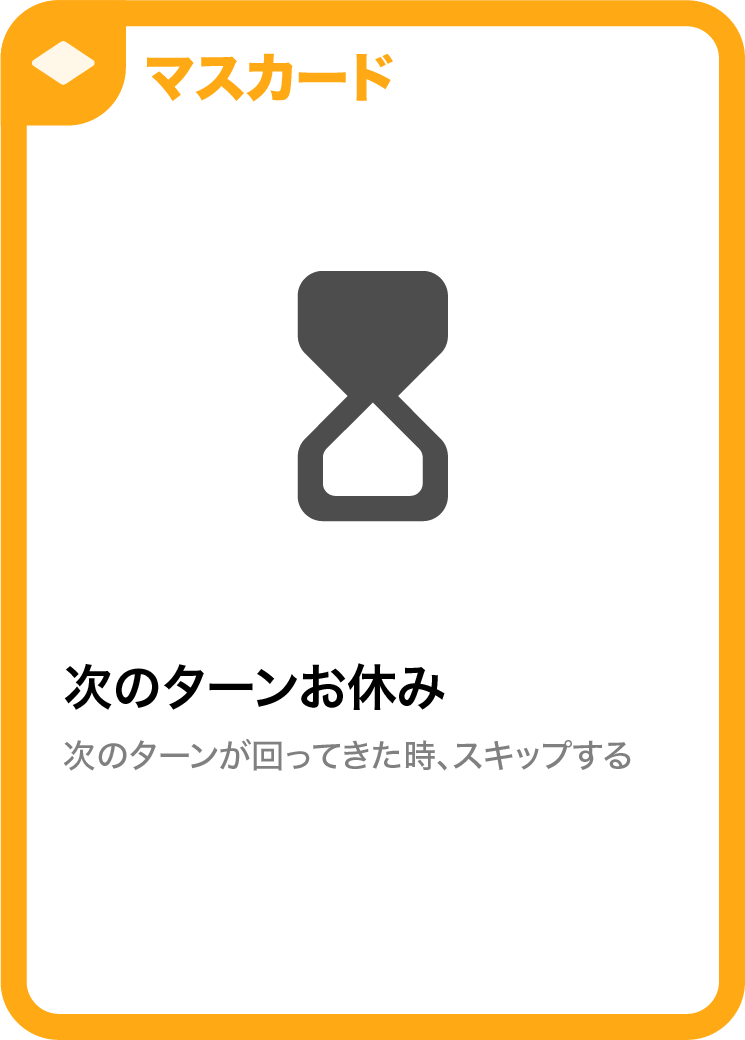 マスカード
次のターンお休み
次のターンが回ってきた時、スキップする